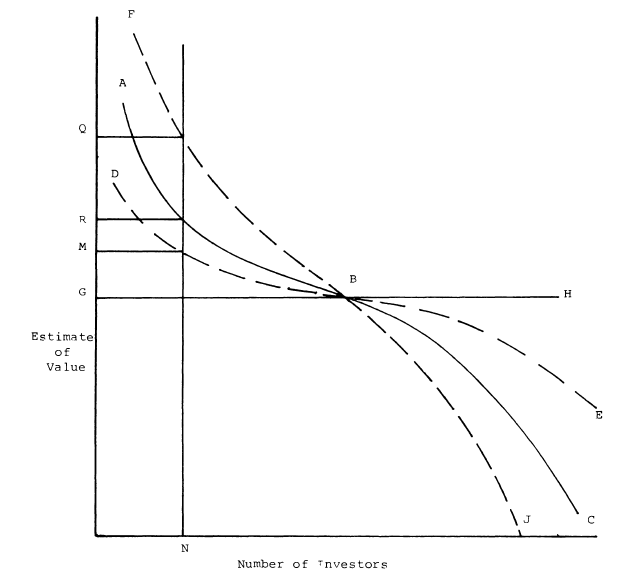 F
A
Q
D
R
M
B
G
H
Estimate
of
Value
E
J
C
N
Number of Investors